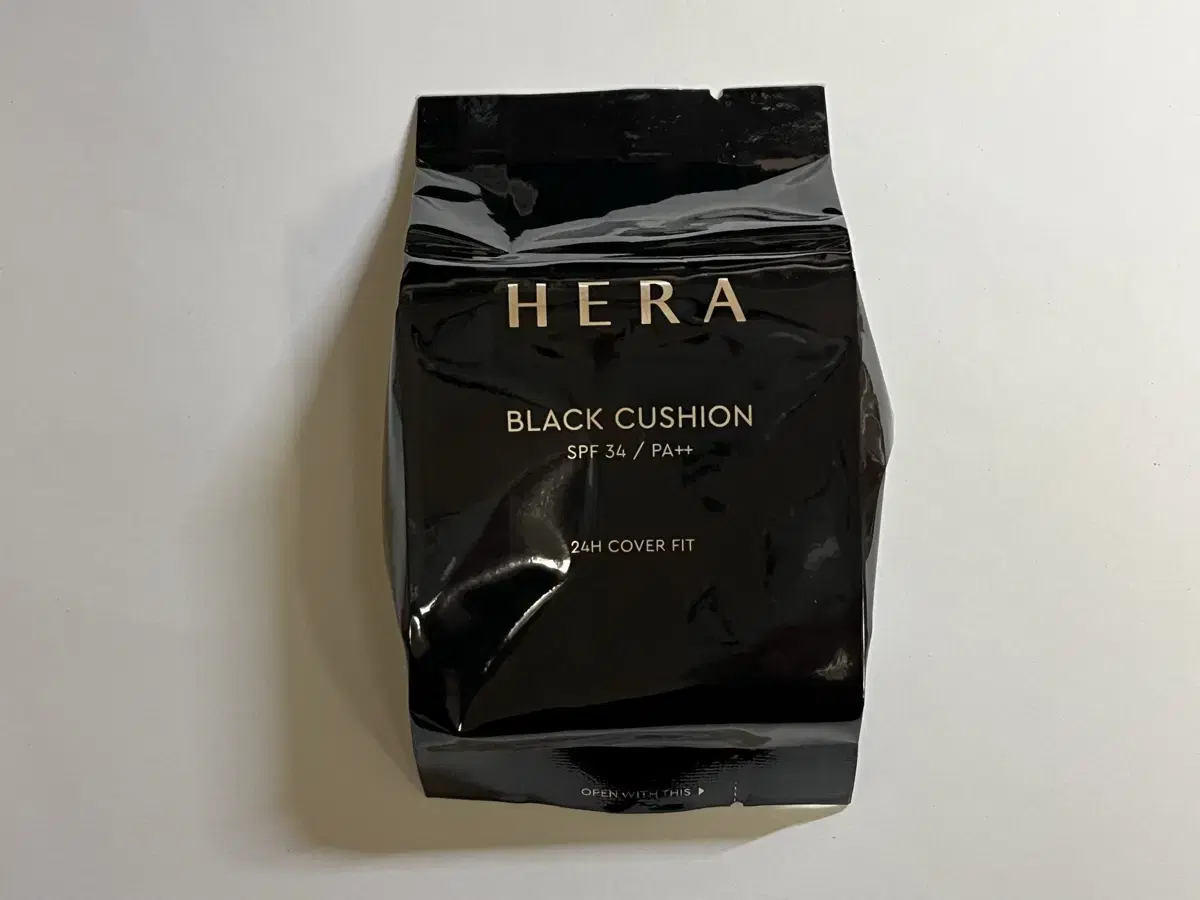 HERA
BLACK CUSHION
SPF 34 / PA++
24H COVER FIT
OPEN WITH THIS ▶